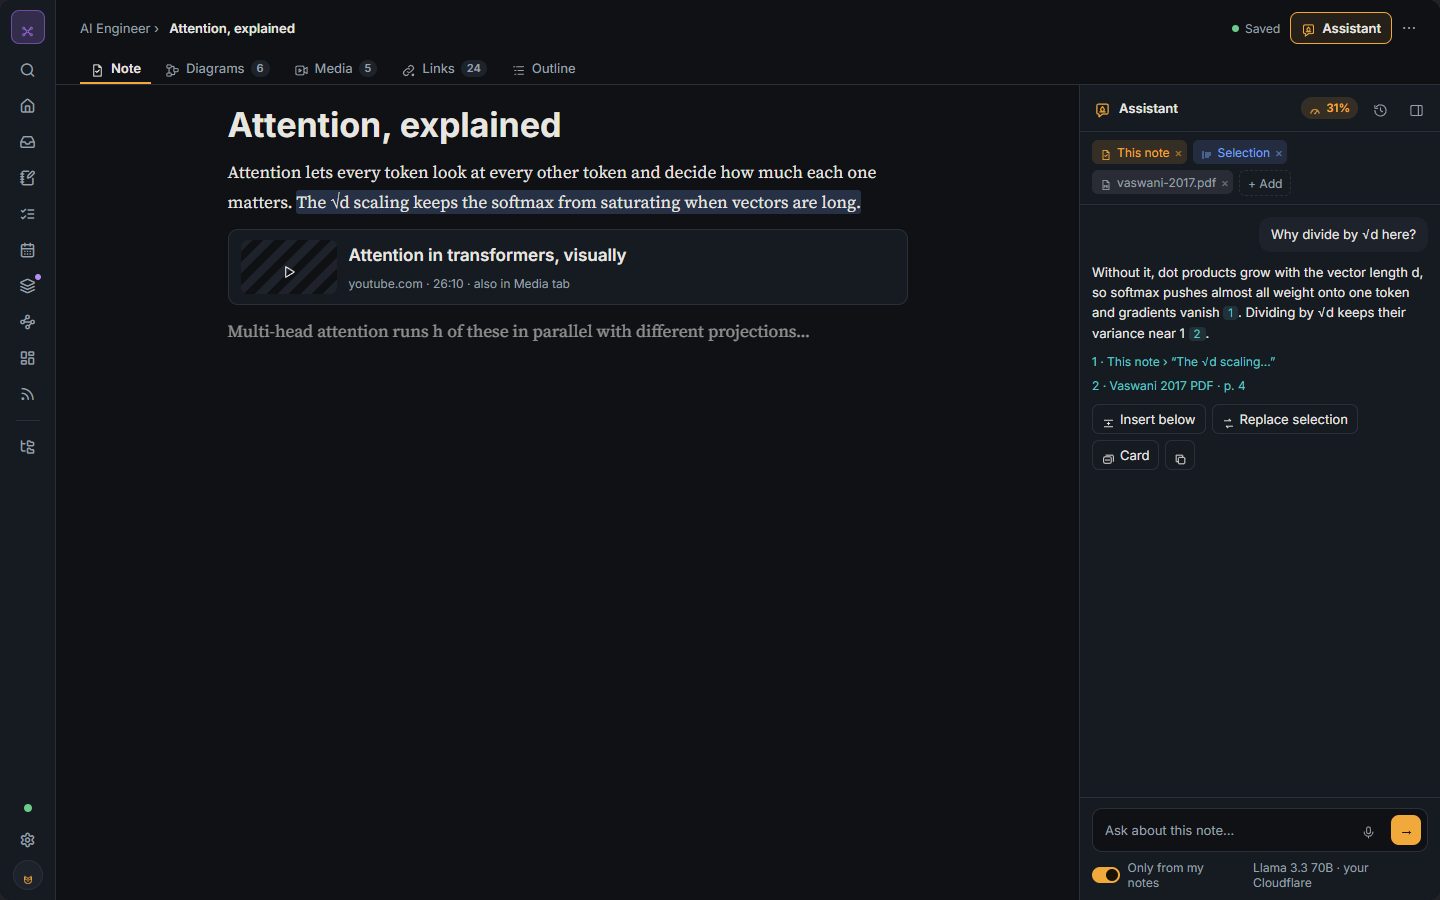 AI Engineer › Attention, explained
Saved
Assistant
Note
Diagrams 6
Media 5
Links 24
Outline
Attention, explained
Attention lets every token look at every other token and decide how much each one
matters. The √d scaling keeps the softmax from saturating when vectors are long.
Attention in transformers, visually
youtube.com · 26:10 · also in Media tab
Multi-head attention runs h of these in parallel with different projections...
Assistant
31%
This note ×
Selection ×
vaswani-2017.pdf ×
+ Add
Why divide by √d here?
Without it, dot products grow with the vector length d,
so softmax pushes almost all weight onto one token
and gradients vanish 1. Dividing by √d keeps their
variance near 1 2.
1 · This note › “The √d scaling...”
2 · Vaswani 2017 PDF · p. 4
Insert below
Replace selection
Card
Ask about this note...
→
Only from my
notes
Llama 3.3 70B · your
Cloudflare